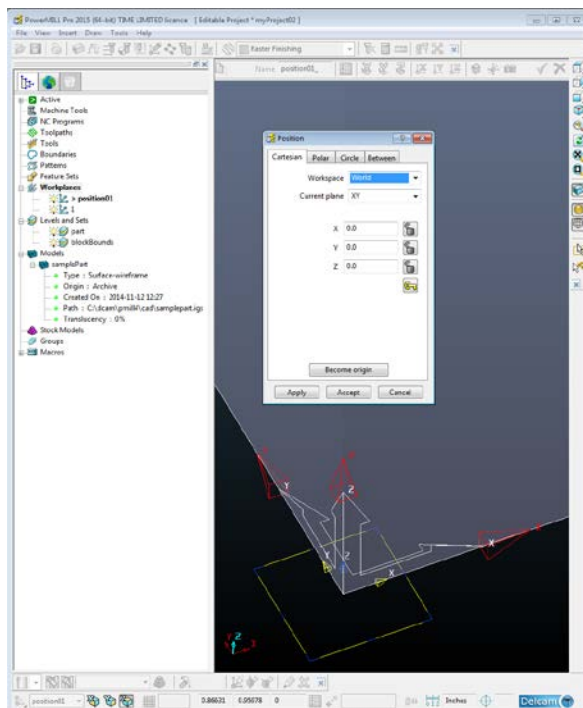 PowerMILL Pro 2015 (64-bit) TIME LIMITED licence [ Editable Project * myProject02 ]
File View Insert Draw Tools Help
Raster Finishing
Name position01_
Active
Machine Tools
NC Programs
Toolpaths
Tools
Boundaries
Patterns
Feature Sets
Workplanes
> position01
1
Levels and Sets
part
blockBounds
Models
samplePart
Type : Surface-wireframe
Origin : Archive
Created On : 2014-11-12 12:27
Path : C:\dcam\pmill4\cad\samplepart.igs
Translucency : 0%
Stock Models
Groups
Macros
Position
Cartesian Polar Circle Between
Workspace World
Current plane XY
X 0.0
Y 0.0
Z 0.0
Become origin
Apply Accept Cancel
Y
Z
X
Y
Z
X
Z
Y
X
position01 0.86631 0.95078 0 Inches Delcam